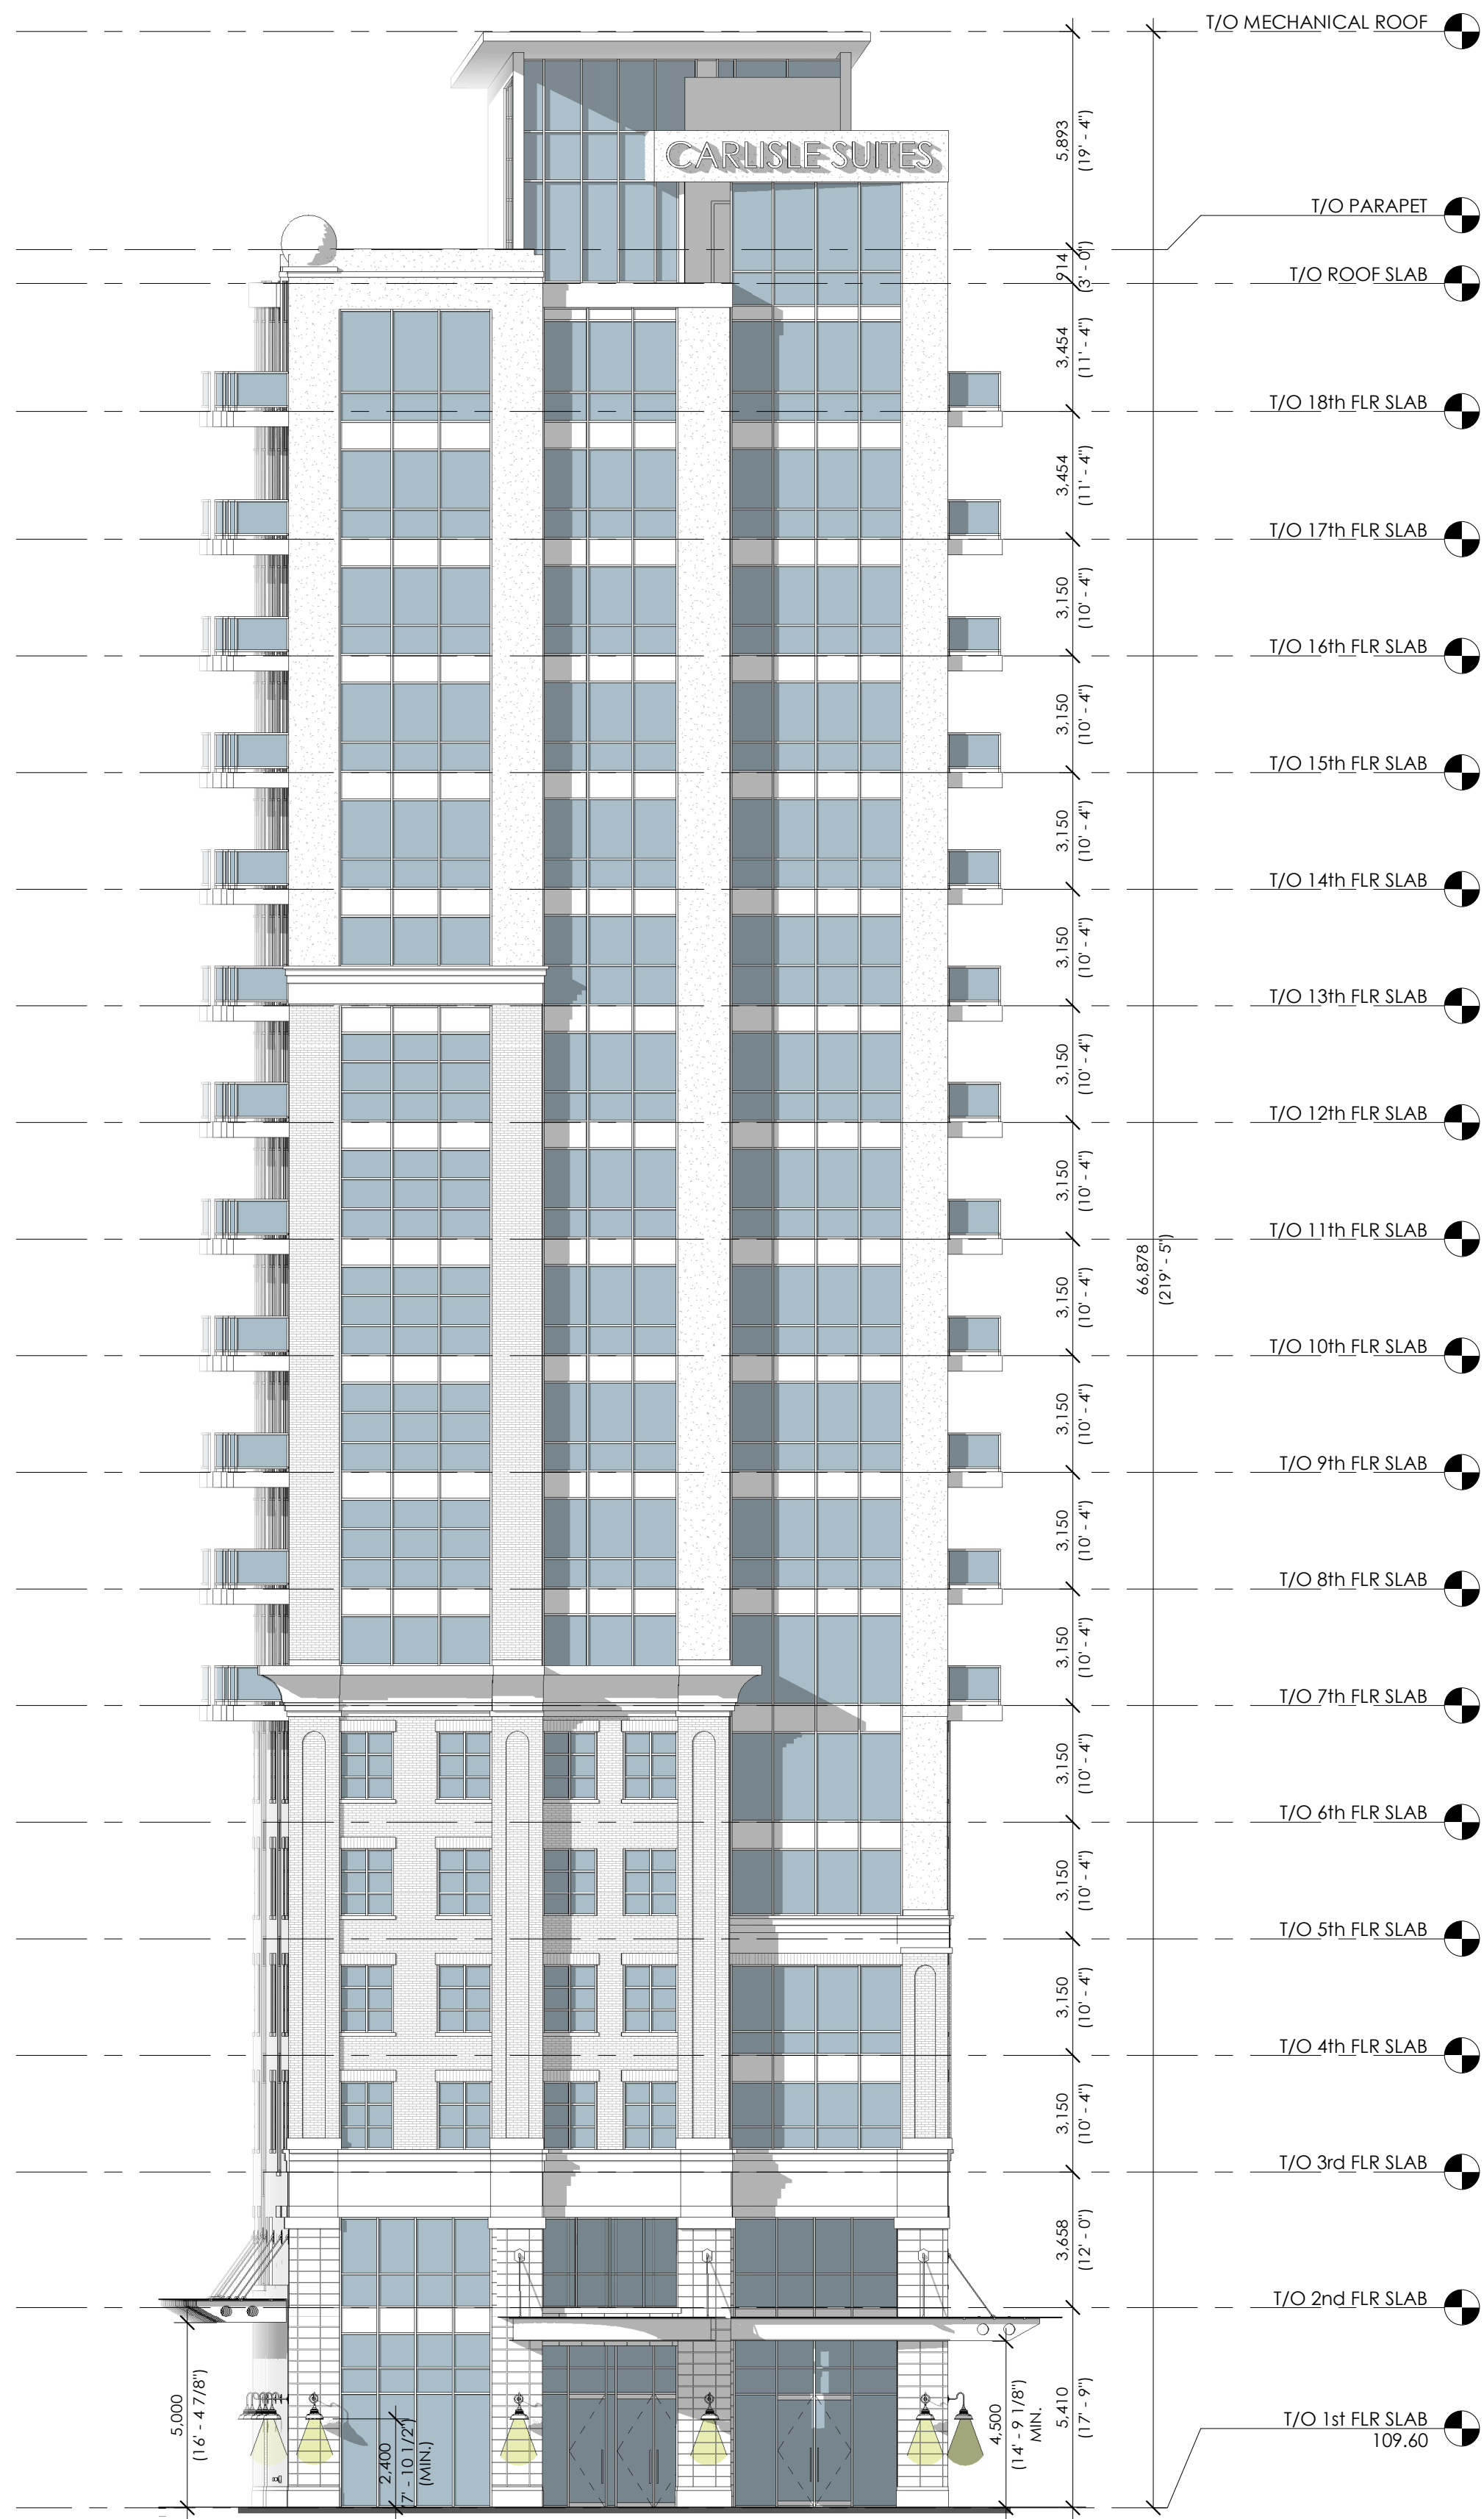 T/O MECHANICAL ROOF
5,893
(19' - 4")
CARLISLE SUITES
T/O PARAPET
914
(3' - 0")
T/O ROOF SLAB
3,454
(11' - 4")
T/O 18th FLR SLAB
3,454
(11' - 4")
T/O 17th FLR SLAB
3,150
(10' - 4")
T/O 16th FLR SLAB
3,150
(10' - 4")
T/O 15th FLR SLAB
3,150
(10' - 4")
T/O 14th FLR SLAB
3,150
(10' - 4")
T/O 13th FLR SLAB
3,150
(10' - 4")
T/O 12th FLR SLAB
3,150
(10' - 4")
T/O 11th FLR SLAB
66,878
(219' - 5")
3,150
(10' - 4")
T/O 10th FLR SLAB
3,150
(10' - 4")
T/O 9th FLR SLAB
3,150
(10' - 4")
T/O 8th FLR SLAB
3,150
(10' - 4")
T/O 7th FLR SLAB
3,150
(10' - 4")
T/O 6th FLR SLAB
3,150
(10' - 4")
T/O 5th FLR SLAB
3,150
(10' - 4")
T/O 4th FLR SLAB
3,150
(10' - 4")
T/O 3rd FLR SLAB
3,658
(12' - 0")
T/O 2nd FLR SLAB
5,000
(16' - 4 7/8")
2,400
7' - 10 1/2")
(MIN.)
4,500
(14' - 9 1/8")
MIN.
5,410
(17' - 9")
T/O 1st FLR SLAB
109.60